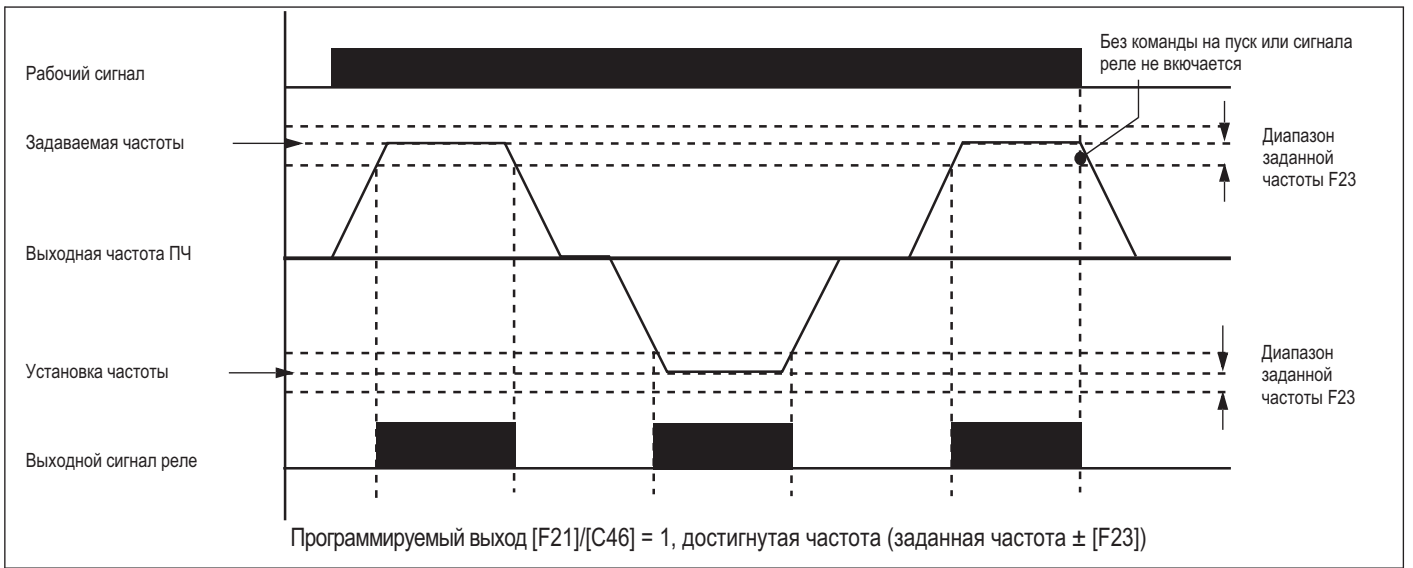 Рабочий сигнал
Без команды на пуск или сигнала
реле не вкючается
Задаваемая частоты
Диапазон
заданной
частоты F23
Выходная частота ПЧ
Установка частоты
Диапазон
заданной
частоты F23
Выходной сигнал реле
Программируемый выход [F21]/[C46] = 1, достигнутая частота (заданная частота ± [F23])